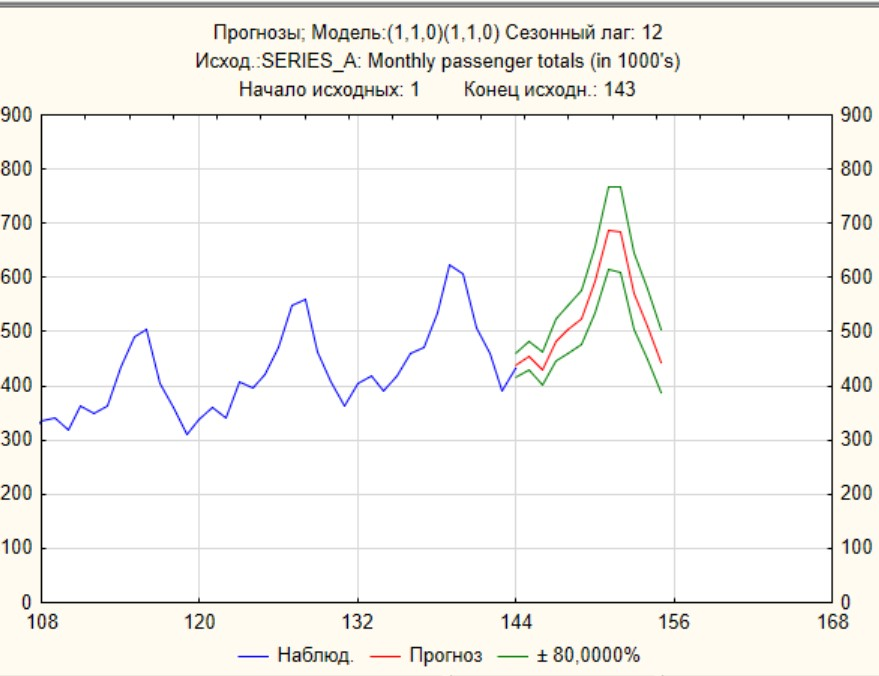 Прогнозы; Модель:(1,1,0)(1,1,0) Сезонный лаг: 12
Исход.:SERIES_A: Monthly passenger totals (in 1000's)
Начало исходных: 1 Конец исходн.: 143
900 900
800 800
700 700
600 600
500 500
400 400
300 300
200 200
100 100
0 0
108 120 132 144 156 168
Наблюд. Прогноз ± 80,0000%